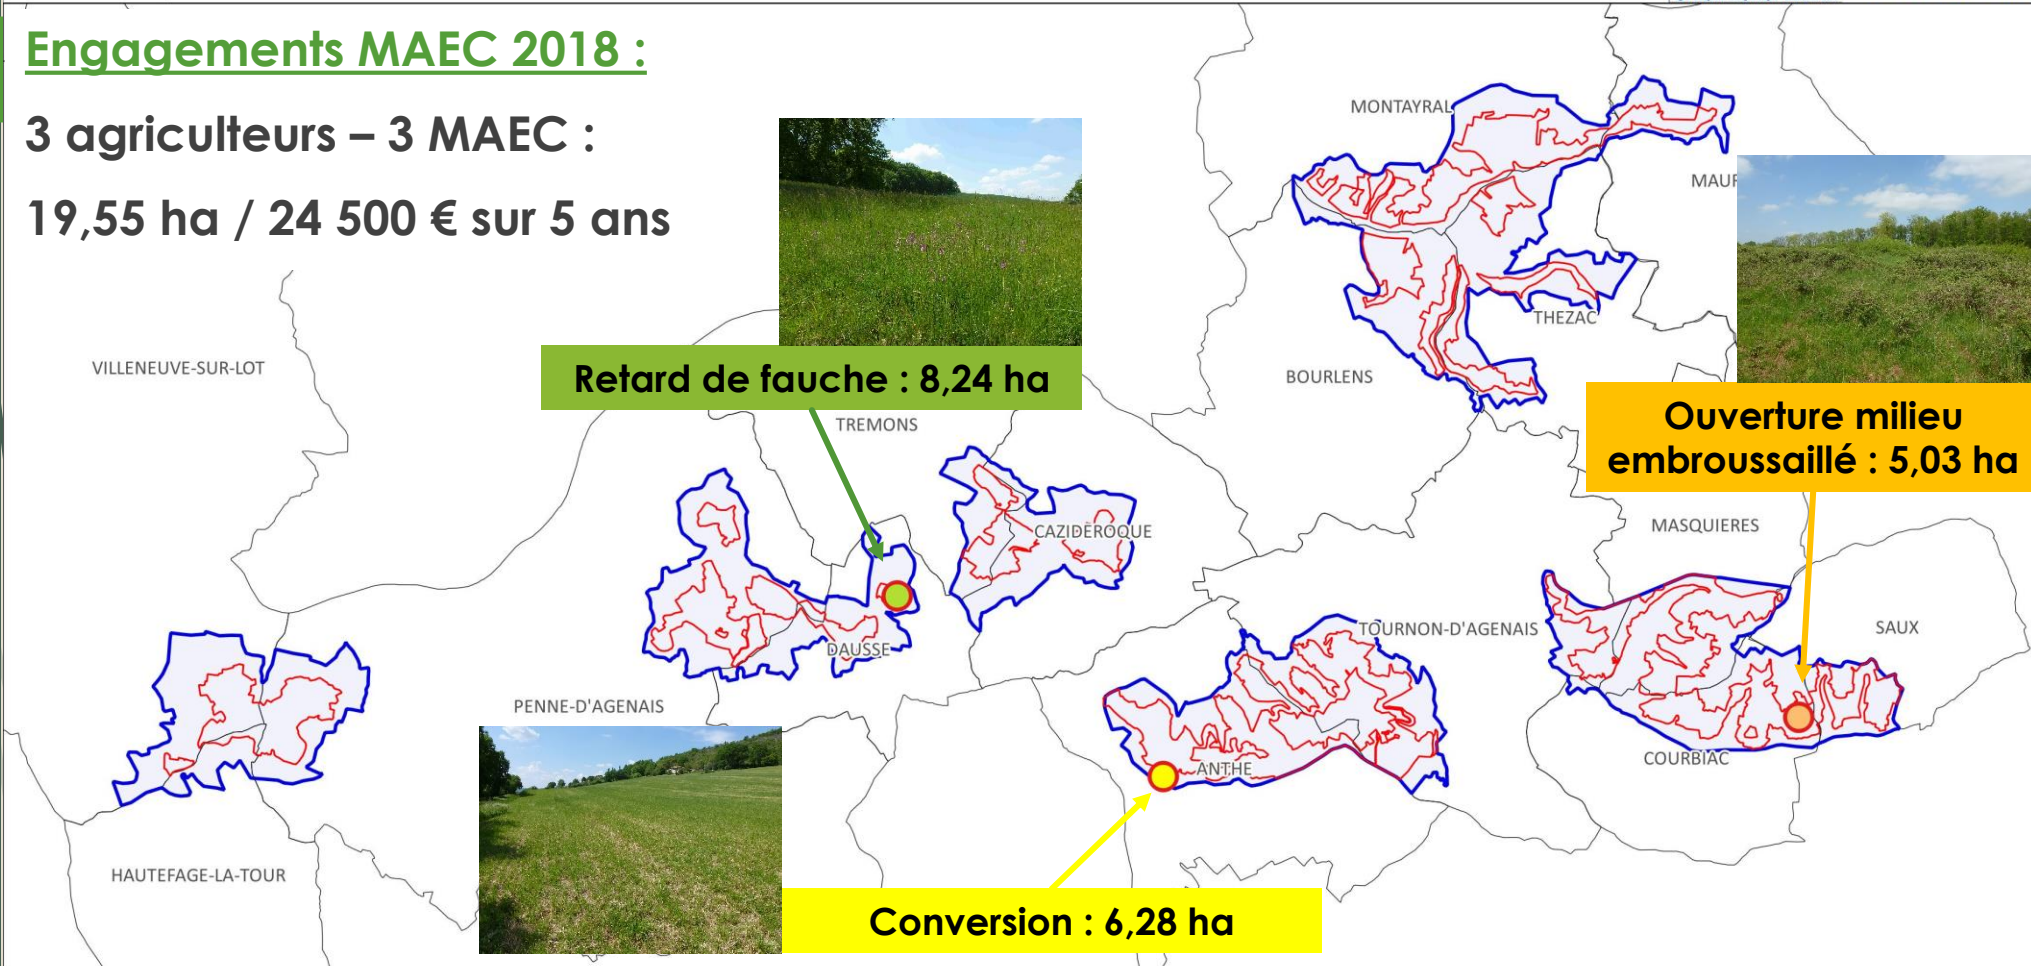 Engagements MAEC 2018 :
3 agriculteurs – 3 MAEC :
19,55 ha / 24 500 € sur 5 ans
MONTAYRAL
MAUR
THEZAC
VILLENEUVE-SUR-LOT
BOURLENS
Retard de fauche : 8,24 ha
TREMONS
Ouverture milieu
embroussaillé : 5,03 ha
CAZIDEROQUE
MASQUIERES
DAUSSE
TOURNON-D'AGENAIS
SAUX
PENNE-D'AGENAIS
ANTHE
COURBIAC
HAUTEFAGE-LA-TOUR
Conversion : 6,28 ha